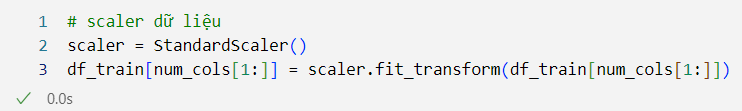 1 # scaler dữ liệu
2 scaler = StandardScaler()
3 df_train[num_cols[1:]] = scaler.fit_transform(df_train[num_cols[1:]])
✓ 0.0s